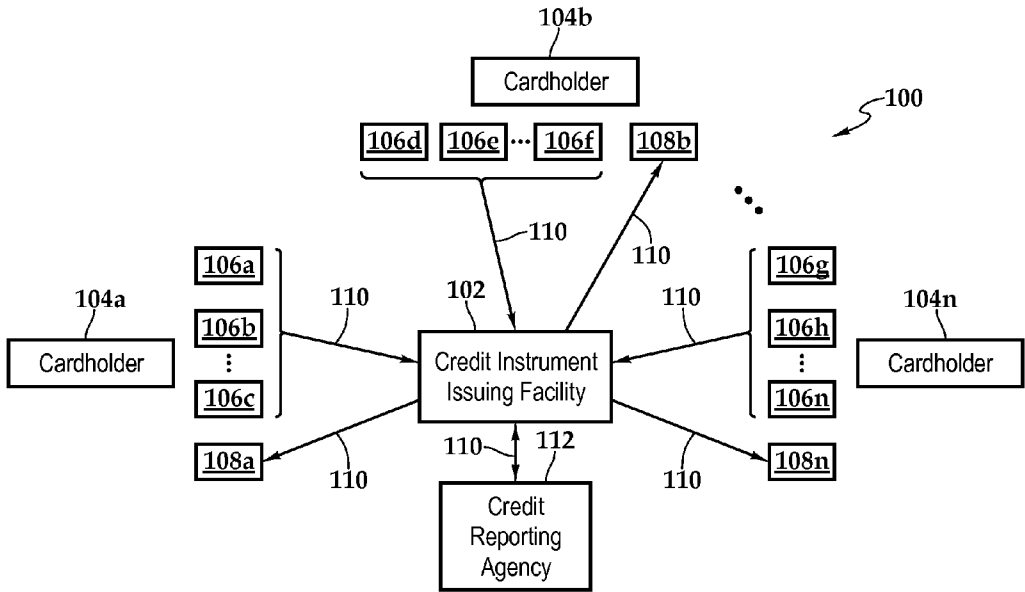 104b
Cardholder
100
106d 106e ... 106f 108b
110 110
106a 106g
104a 110 102 110 104n
106b 106h
Cardholder Credit Instrument Cardholder
Issuing Facility
106c 106n
108a 110 110 112 110 108n
Credit
Reporting
Agency